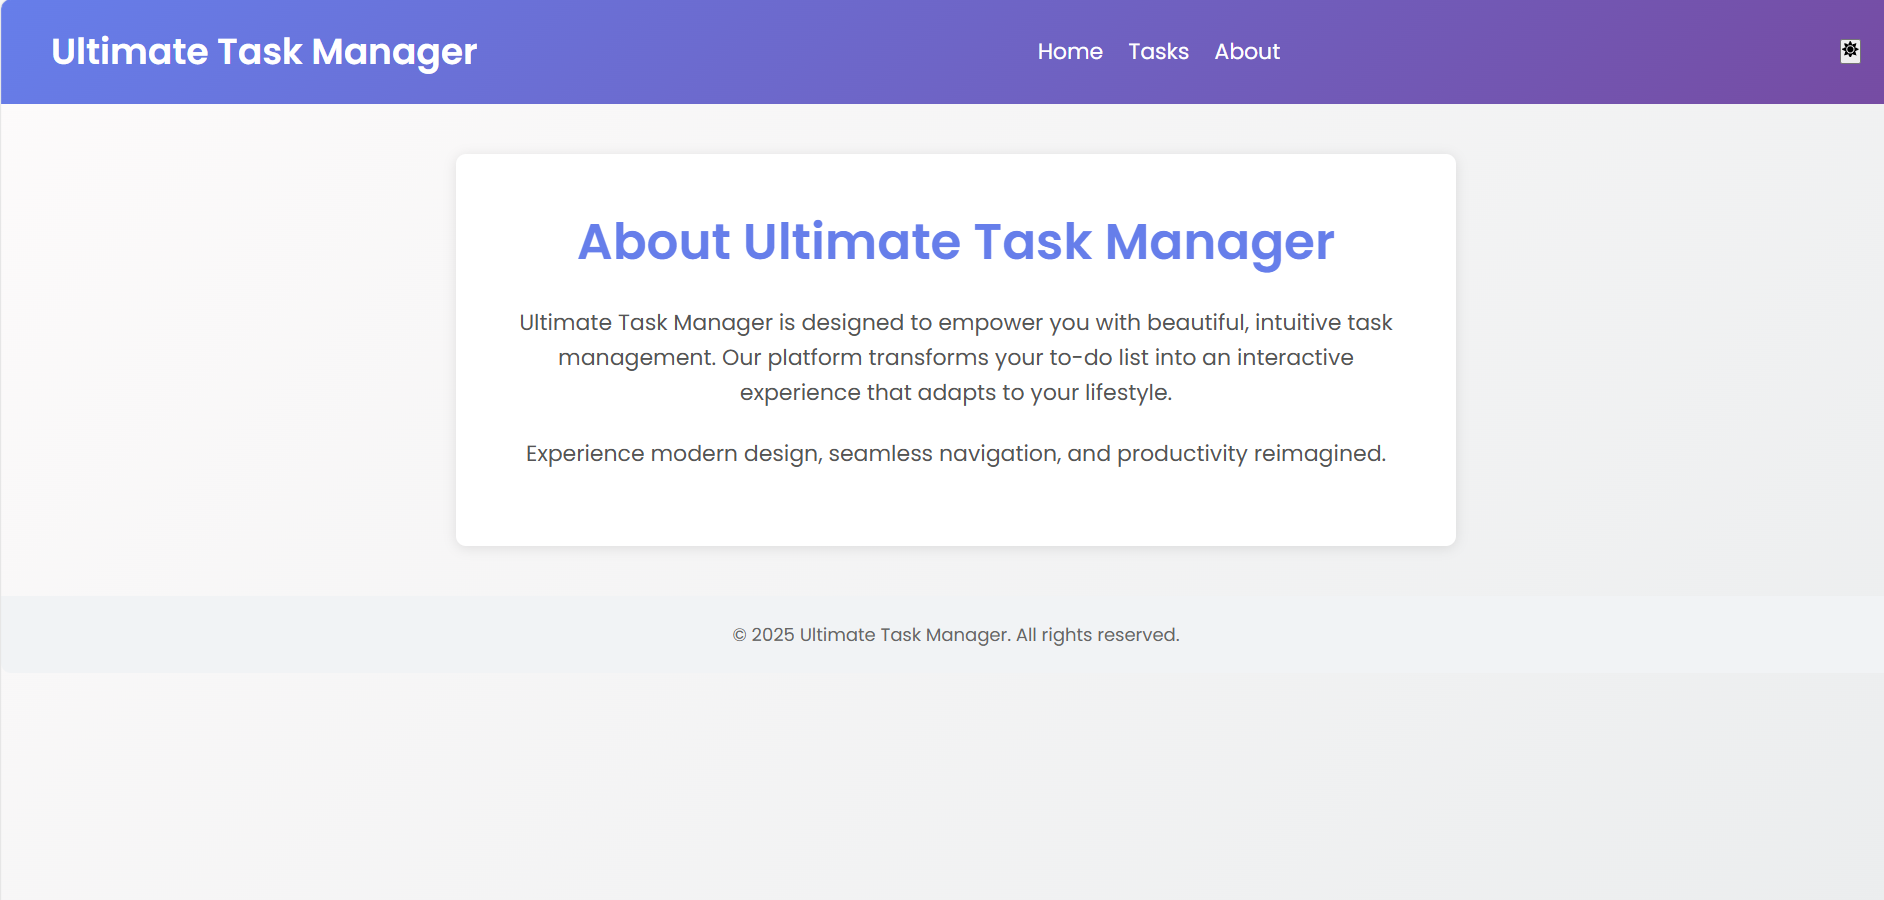 Ultimate Task Manager
Home Tasks About
About Ultimate Task Manager
Ultimate Task Manager is designed to empower you with beautiful, intuitive task
management. Our platform transforms your to-do list into an interactive
experience that adapts to your lifestyle.
Experience modern design, seamless navigation, and productivity reimagined.
© 2025 Ultimate Task Manager. All rights reserved.